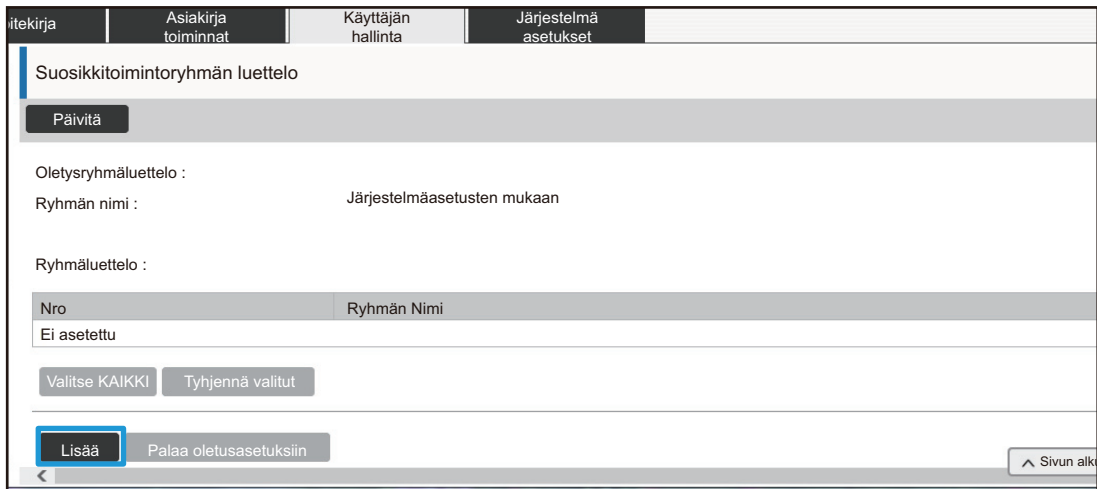 itekirja
Asiakirja
toiminnat
Käyttäjän
hallinta
Järjestelmä
asetukset
Suosikkitoimintoryhmän luettelo
Päivitä
Oletysryhmäluettelo :
Ryhmän nimi :
Järjestelmäasetusten mukaan
Ryhmäluettelo :
Nro
Ryhmän Nimi
Ei asetettu
Valitse KAIKKI
Tyhjennä valitut
Lisää
Palaa oletusasetuksiin
Sivun alk